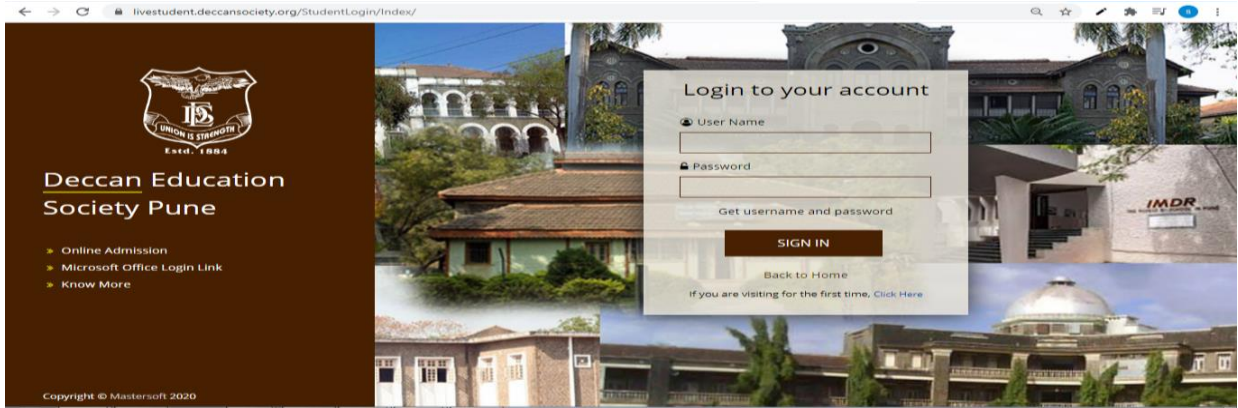 livestudent.deccansociety.org/StudentLogin/Index/
UNION IS STRENGTH
Estd. 1884
Deccan Education
Society Pune
» Online Admission
» Microsoft Office Login Link
» Know More
Copyright © Mastersoft 2020
Login to your account
User Name
Password
Get username and password
SIGN IN
Back to Home
If you are visiting for the first time, Click Here
IMDR